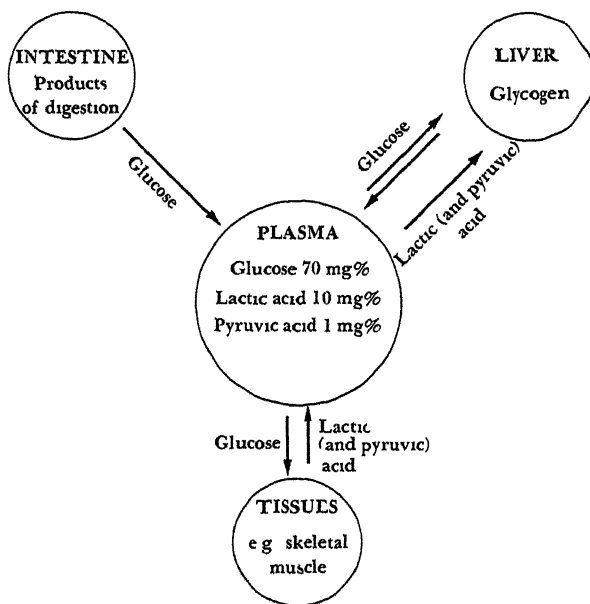 INTESTINE
Products
of digestion
LIVER
Glycogen
Glucose
Glucose
Lactic (and pyruvic)
acid
PLASMA
Glucose 70 mg%
Lactic acid 10 mg%
Pyruvic acid 1 mg%
Glucose
Lactic
(and pyruvic)
acid
TISSUES
e g skeletal
muscle